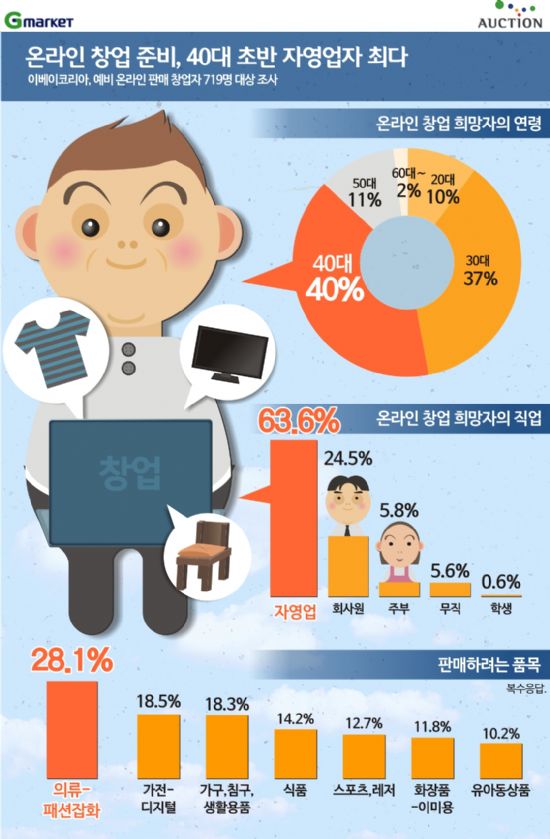 Gmarket
AUCTION
온라인 창업 준비, 40대 초반 자영업자 최다
이베이코리아, 예비 온라인 판매 창업자 719명 대상 조사
온라인 창업 희망자의 연령
60대~
2%
20대
10%
50대
11%
30대
37%
40대
40%
온라인 창업 희망자의 직업
창업
63.6%
24.5%
5.8%
5.6%
0.6%
자영업
회사원
주부
무직
학생
판매하려는 품목
복수응답.
28.1%
18.5%
18.3%
14.2%
12.7%
11.8%
10.2%
의류-
패션잡화
가전-
디지털
가구,침구,
생활용품
식품
스포츠,레저
화장품
-이미용
유아동상품